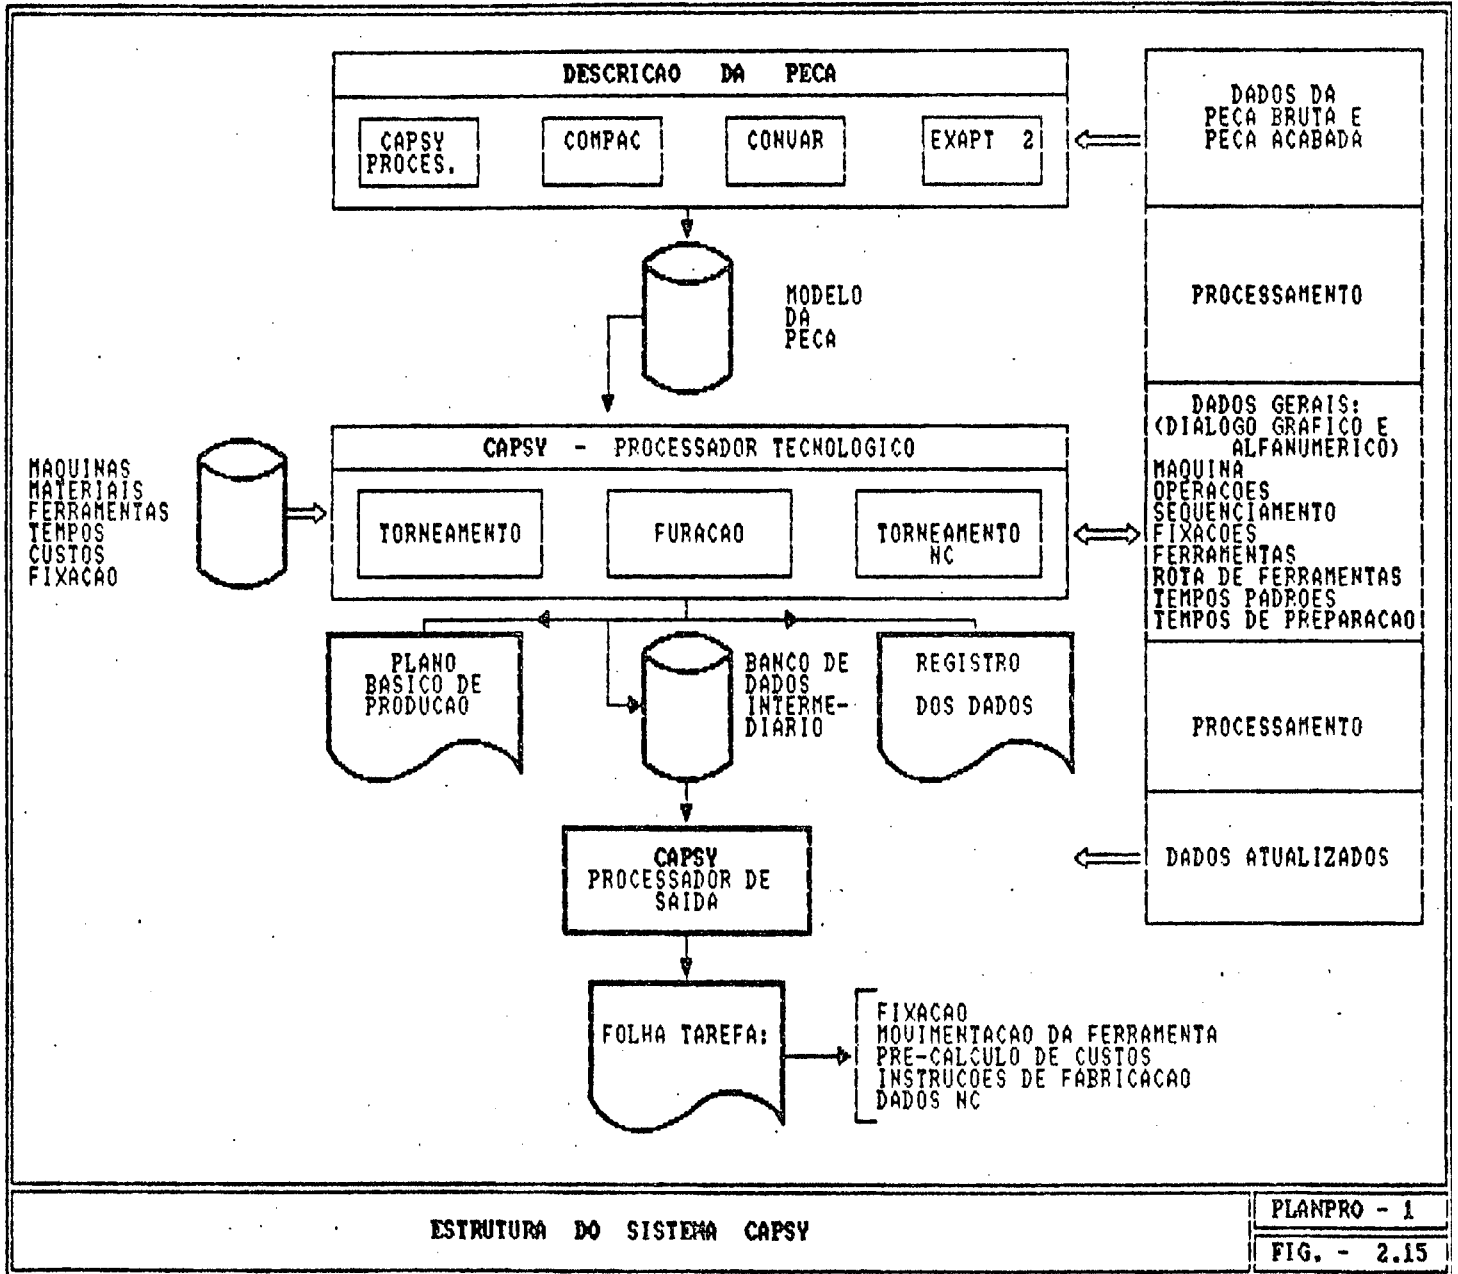 DESCRICAO DA PECA
CAPSY
PROCES.
COMPAC
CONVAR
EXAPT 2
DADOS DA
PECA BRUTA E
PECA ACABADA
MODELO
DA
PECA
PROCESSAMENTO
MAQUINAS
MATERIAIS
FERRAMENTAS
TEMPOS
CUSTOS
FIXACAO
CAPSY - PROCESSADOR TECNOLOGICO
TORNEAMENTO
FURACAO
TORNEAMENTO
NC
DADOS GERAIS:
(DIALOGO GRAFICO E
ALFANUMERICO)
MAQUINA
OPERACOES
SEQUENCIAMENTO
FIXACOES
FERRAMENTAS
ROTA DE FERRAMENTAS
TEMPOS PADROES
TEMPOS DE PREPARACAO
PLANO
BASICO DE
PRODUCAO
BANCO DE
DADOS
INTERME-
DIARIO
REGISTRO
DOS DADOS
PROCESSAMENTO
CAPSY
PROCESSADOR DE
SAIDA
DADOS ATUALIZADOS
FOLHA TAREFA:
FIXACAO
MOVIMENTACAO DA FERRAMENTA
PRE-CALCULO DE CUSTOS
INSTRUCOES DE FABRICACAO
DADOS NC
ESTRUTURA DO SISTEMA CAPSY
PLANPRO - 1
FIG. - 2.15